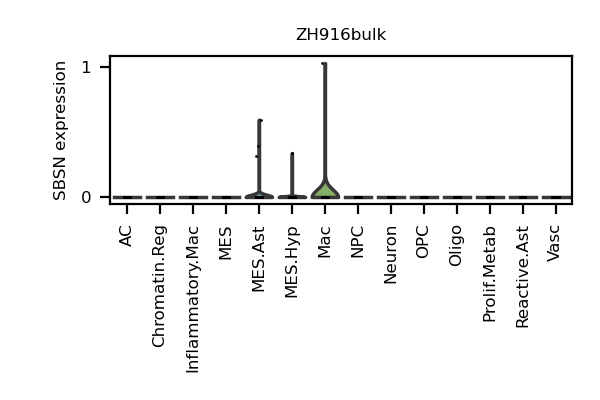 ZH916bulk
SBSN expression
1
0
AC
Chromatin.Reg
Inflammatory.Mac
MES
MES.Ast
MES.Hyp
Mac
NPC
Neuron
OPC
Oligo
Prolif.Metab
Reactive.Ast
Vasc